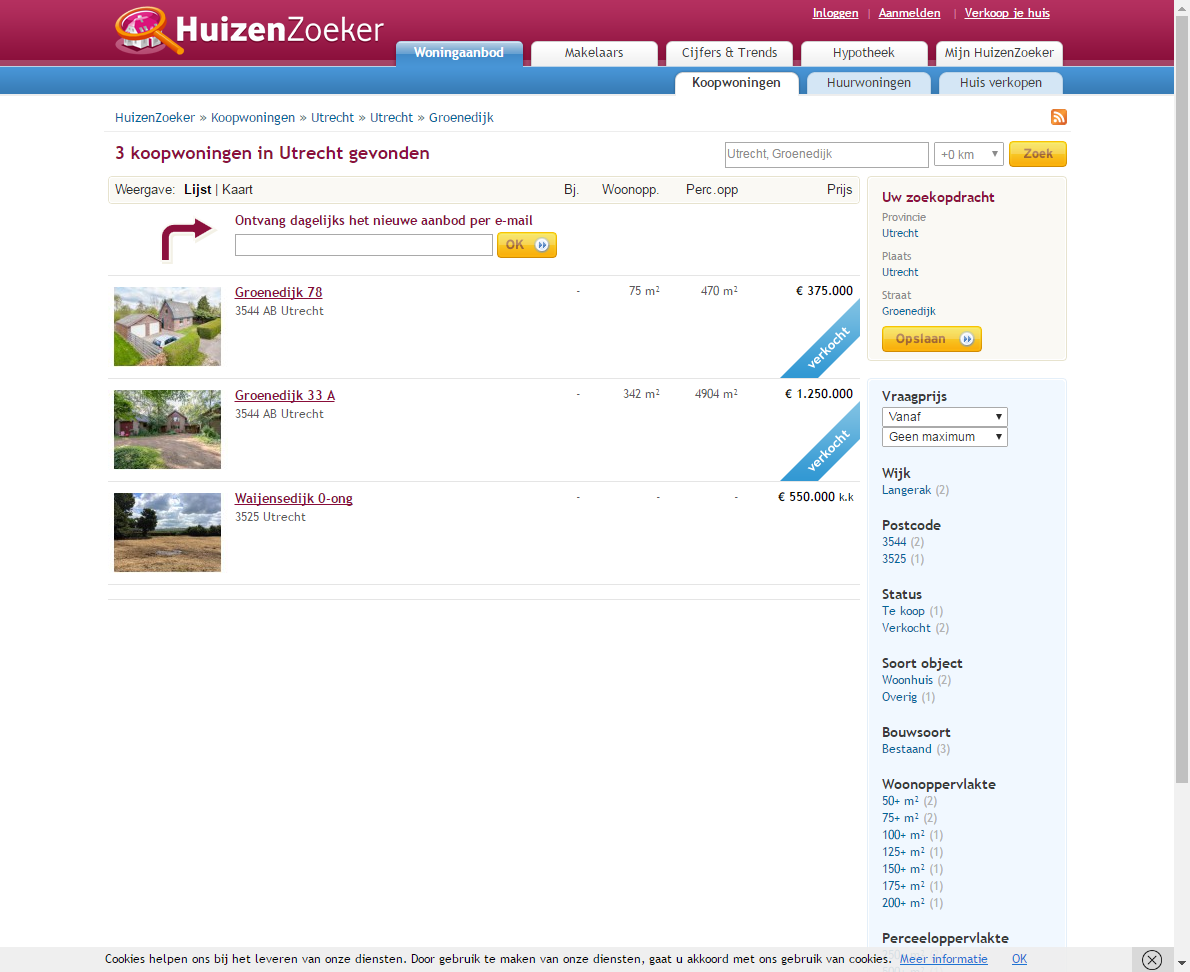 HuizenZoeker
Inloggen | Aanmelden | Verkoop je huis
Woningaanbod Makelaars Cijfers & Trends Hypotheek Mijn HuizenZoeker
Koopwoningen Huurwoningen Huis verkopen
HuizenZoeker » Koopwoningen » Utrecht » Utrecht » Groenedijk
3 koopwoningen in Utrecht gevonden
Utrecht, Groenedijk +0 km Zoek
Weergave: Lijst | Kaart Bj. Woonopp. Perc.opp Prijs
Ontvang dagelijks het nieuwe aanbod per e-mail
OK
Groenedijk 78 - 75 m² 470 m² € 375.000
3544 AB Utrecht
verkocht
Groenedijk 33 A - 342 m² 4904 m² € 1.250.000
3544 AB Utrecht
verkocht
Waijensedijk 0-ong - - - € 550.000 k.k
3525 Utrecht
Uw zoekopdracht
Provincie
Utrecht
Plaats
Utrecht
Straat
Groenedijk
Opslaan
Vraagprijs
Vanaf
Geen maximum
Wijk
Langerak (2)
Postcode
3544 (2)
3525 (1)
Status
Te koop (1)
Verkocht (2)
Soort object
Woonhuis (2)
Overig (1)
Bouwsoort
Bestaand (3)
Woonoppervlakte
50+ m² (2)
75+ m² (2)
100+ m² (1)
125+ m² (1)
150+ m² (1)
175+ m² (1)
200+ m² (1)
Perceeloppervlakte
Cookies helpen ons bij het leveren van onze diensten. Door gebruik te maken van onze diensten, gaat u akkoord met ons gebruik van cookies. Meer informatie OK